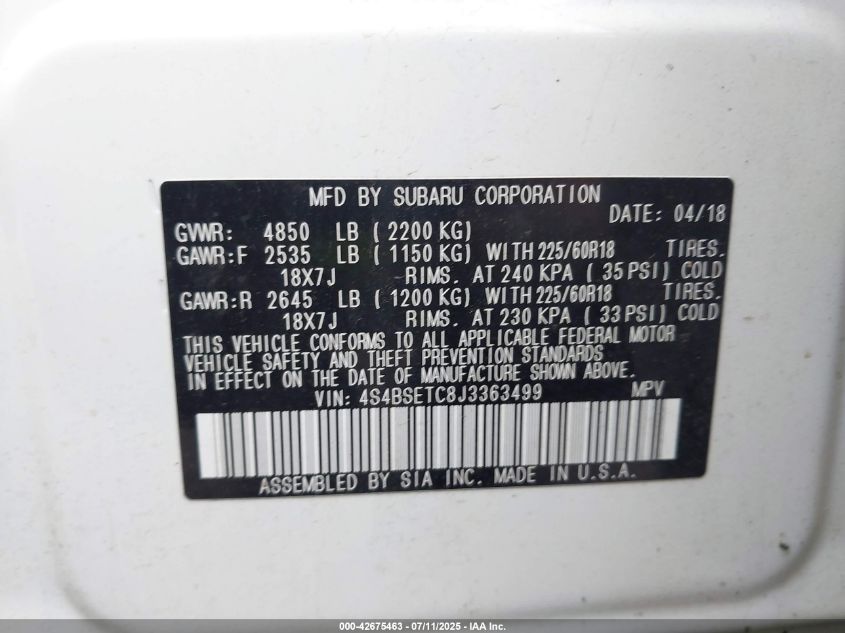 MFD BY SUBARU CORPORATION
DATE: 04/18
GVWR: 4850 LB ( 2200 KG)
GAWR:F 2535 LB ( 1150 KG) WITH 225/60R18 TIRES.
18X7J RIMS. AT 240 KPA ( 35 PSI) COLD
GAWR:R 2645 LB ( 1200 KG) WITH 225/60R18 TIRES.
18X7J RIMS. AT 230 KPA ( 33 PSI) COLD
THIS VEHICLE CONFORMS TO ALL APPLICABLE FEDERAL MOTOR
VEHICLE SAFETY AND THEFT PREVENTION STANDARDS
IN EFFECT ON THE DATE OF MANUFACTURE SHOWN ABOVE.
VIN: 4S4BSETC8J3363499 MPV
ASSEMBLED BY SIA INC. MADE IN U.S.A.
000-42675463 - 07/11/2025 - IAA Inc.